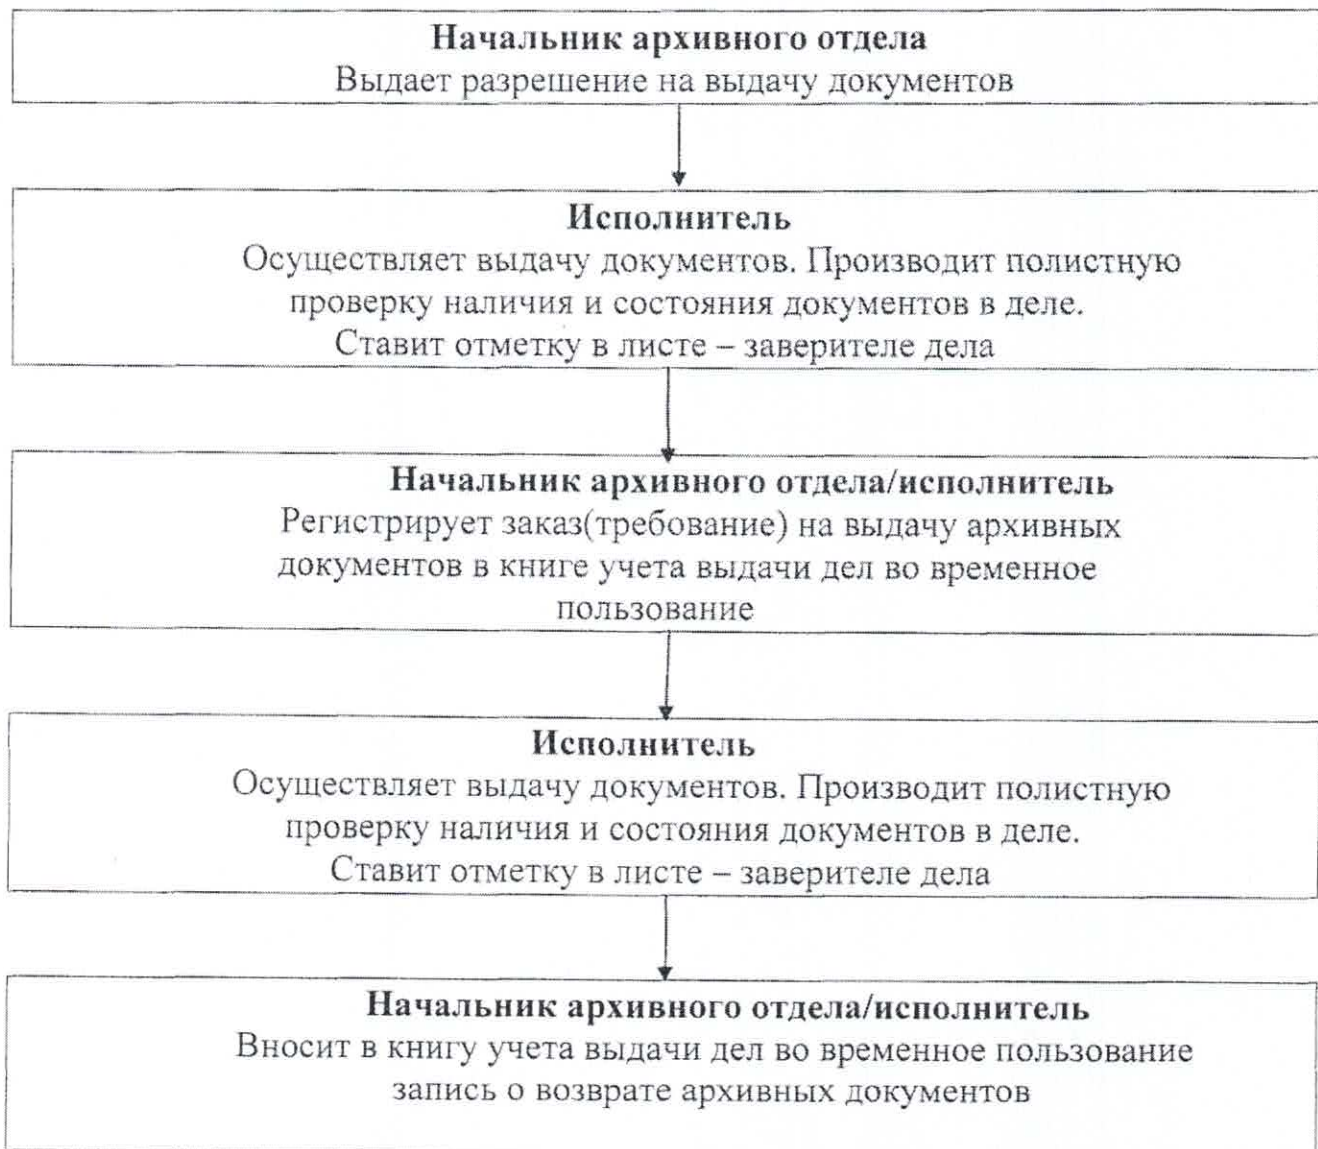 Начальник архивного отдела
Выдает разрешение на выдачу документов
Исполнитель
Осуществляет выдачу документов. Производит полистную
проверку наличия и состояния документов в деле.
Ставит отметку в листе – заверителе дела
Начальник архивного отдела/исполнитель
Регистрирует заказ(требование) на выдачу архивных
документов в книге учета выдачи дел во временное
пользование
Исполнитель
Осуществляет выдачу документов. Производит полистную
проверку наличия и состояния документов в деле.
Ставит отметку в листе – заверителе дела
Начальник архивного отдела/исполнитель
Вносит в книгу учета выдачи дел во временное пользование
запись о возврате архивных документов